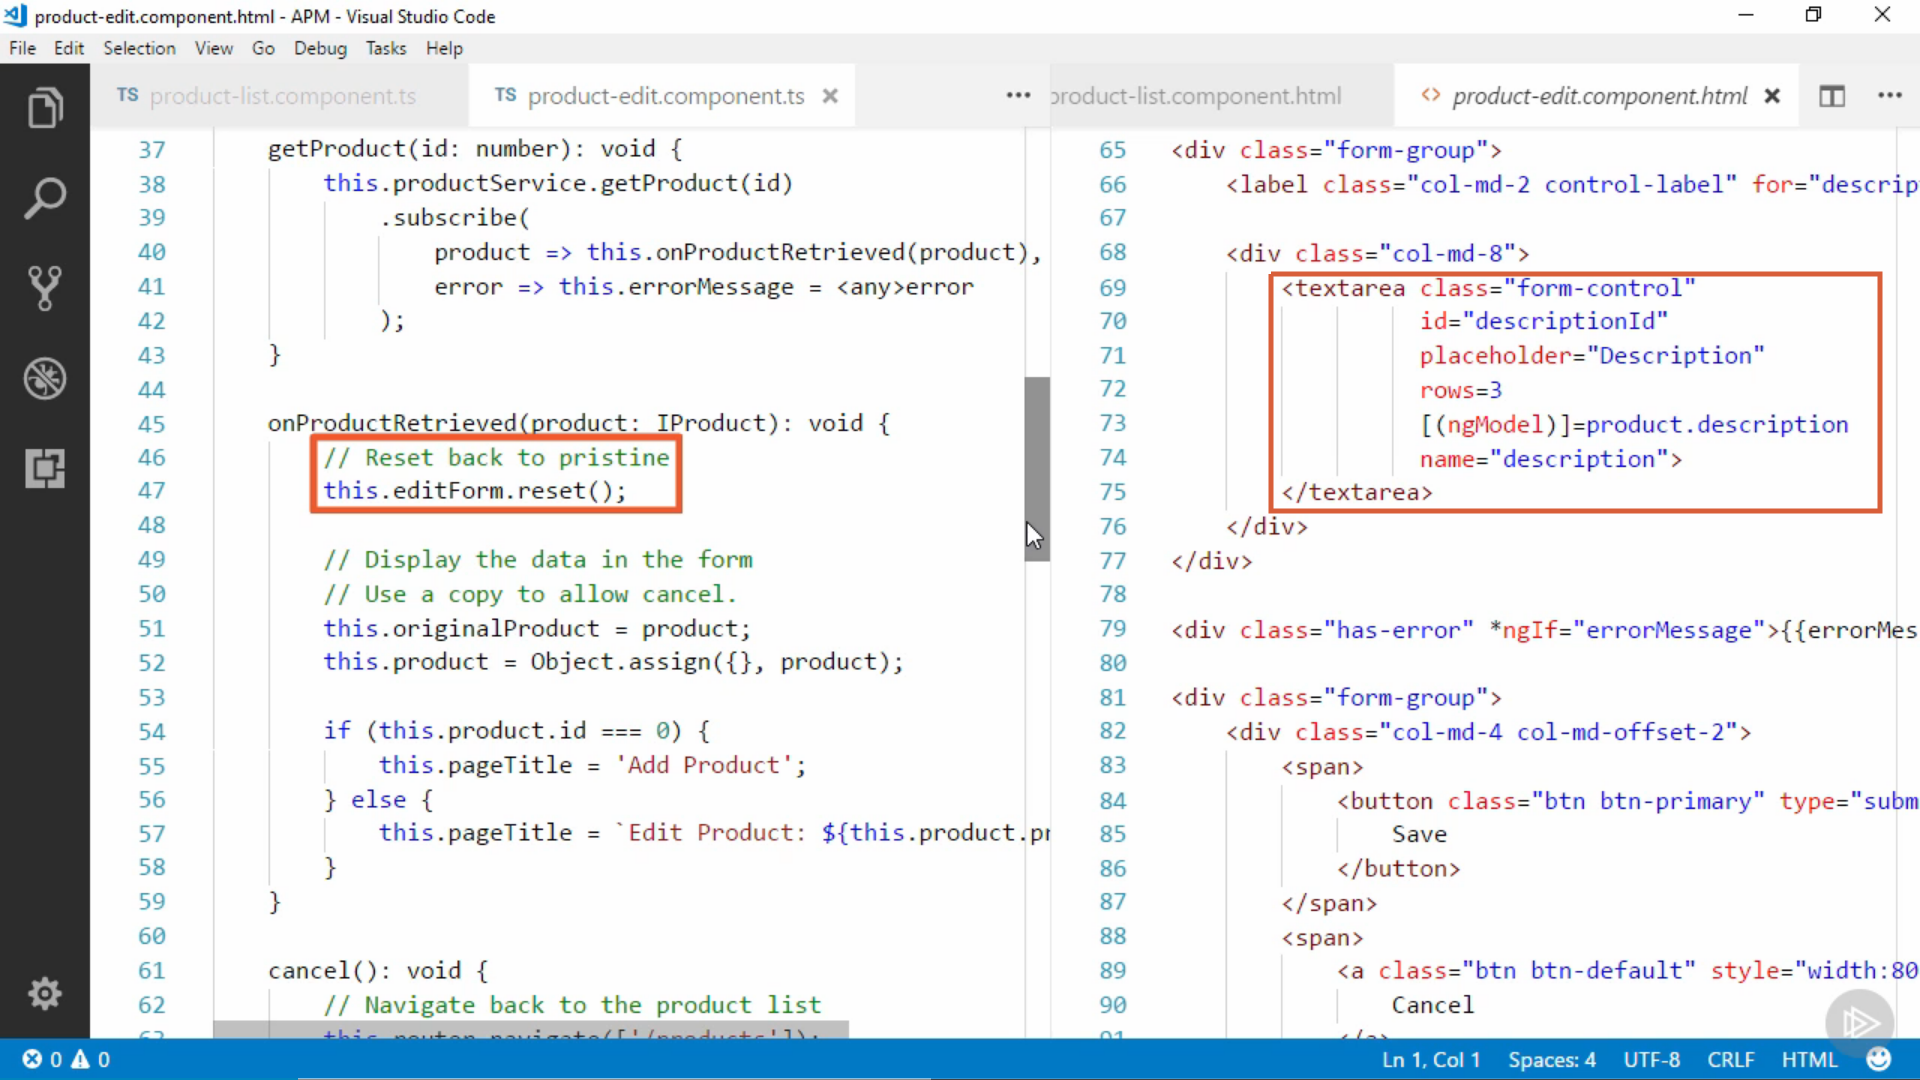 product-edit.component.html - APM - Visual Studio Code
File Edit Selection View Go Debug Tasks Help
TS product-list.component.ts
TS product-edit.component.ts
product-list.component.html
<> product-edit.component.html
37 getProduct(id: number): void {
38 this.productService.getProduct(id)
39 .subscribe(
40 product => this.onProductRetrieved(product),
41 error => this.errorMessage = <any>error
42 );
43 }
44
45 onProductRetrieved(product: IProduct): void {
46 // Reset back to pristine
47 this.editForm.reset();
48
49 // Display the data in the form
50 // Use a copy to allow cancel.
51 this.originalProduct = product;
52 this.product = Object.assign({}, product);
53
54 if (this.product.id === 0) {
55 this.pageTitle = 'Add Product';
56 } else {
57 this.pageTitle = `Edit Product: ${this.product.pr
58 }
59 }
60
61 cancel(): void {
62 // Navigate back to the product list
63 this.router.navigate(['/products']);
65 <div class="form-group">
66 <label class="col-md-2 control-label" for="descrip
67
68 <div class="col-md-8">
69 <textarea class="form-control"
70 id="descriptionId"
71 placeholder="Description"
72 rows=3
73 [(ngModel)]=product.description
74 name="description">
75 </textarea>
76 </div>
77 </div>
78
79 <div class="has-error" *ngIf="errorMessage">{{errorMes
80
81 <div class="form-group">
82 <div class="col-md-4 col-md-offset-2">
83 <span>
84 <button class="btn btn-primary" type="subm
85 Save
86 </button>
87 </span>
88 <span>
89 <a class="btn btn-default" style="width:80
90 Cancel
91 </a>
0 0
Ln 1, Col 1 Spaces: 4 UTF-8 CRLF HTML